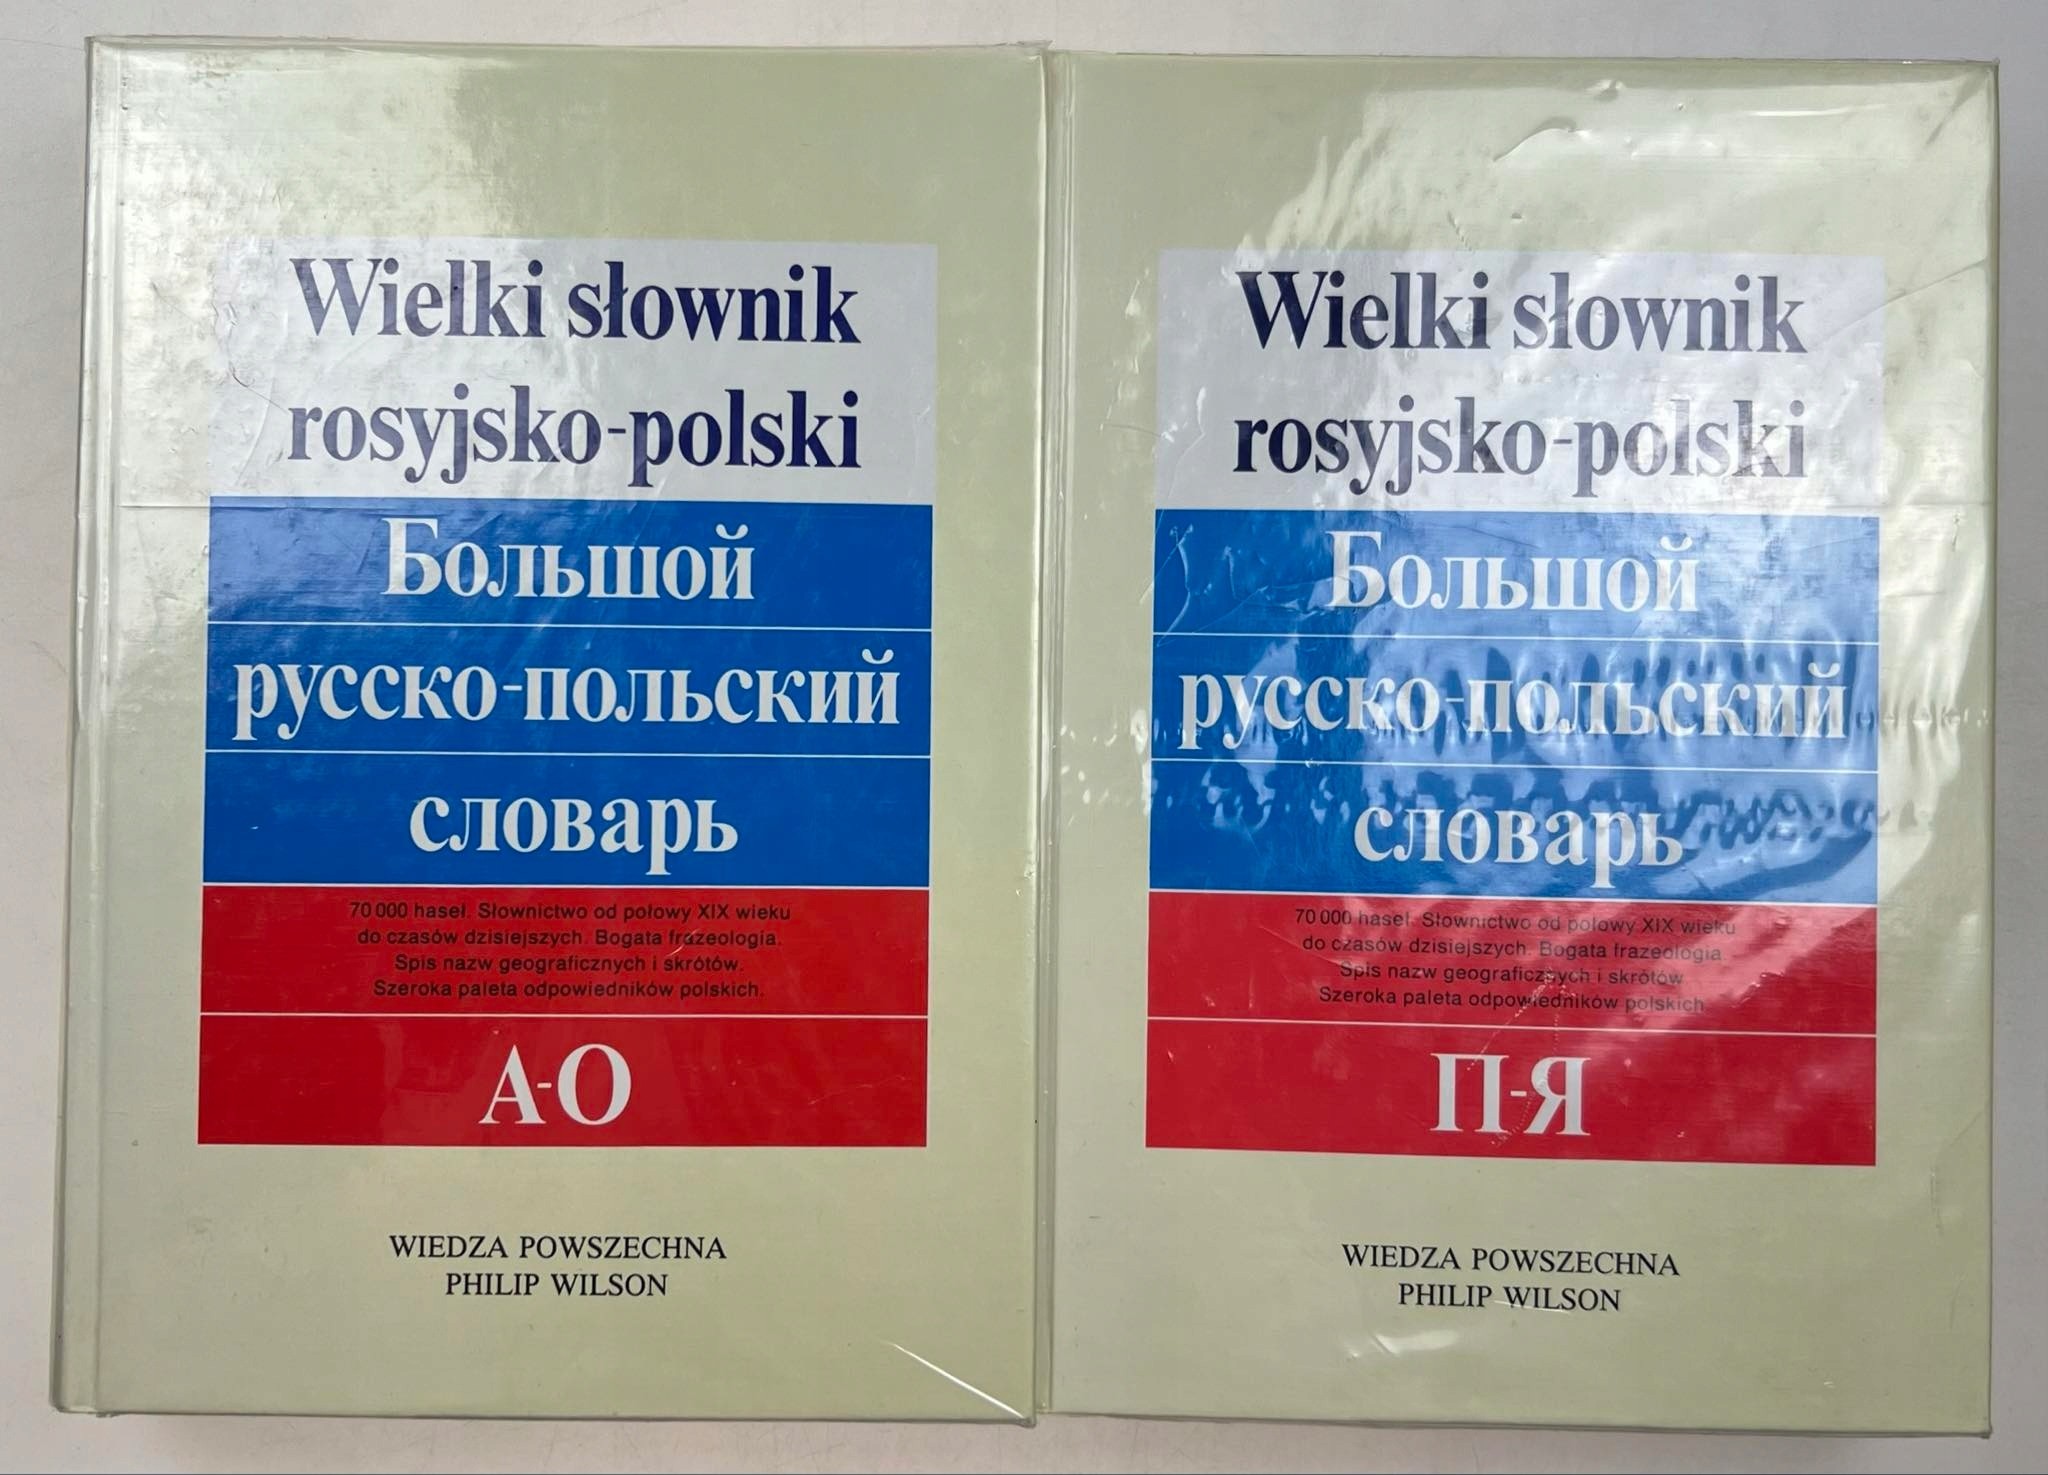 Wielki słownik
rosyjsko-polski
Большой
русско-польский
словарь
70 000 haseł. Słownictwo od połowy XIX wieku
do czasów dzisiejszych. Bogata frazeologia.
Spis nazw geograficznych i skrótów.
Szeroka paleta odpowiedników polskich.
А-О
WIEDZA POWSZECHNA
PHILIP WILSON
Wielki słownik
rosyjsko-polski
Большой
русско-польский
словарь
70 000 haseł. Słownictwo od połowy XIX wieku
do czasów dzisiejszych. Bogata frazeologia.
Spis nazw geograficznych i skrótów.
Szeroka paleta odpowiedników polskich.
П-Я
WIEDZA POWSZECHNA
PHILIP WILSON